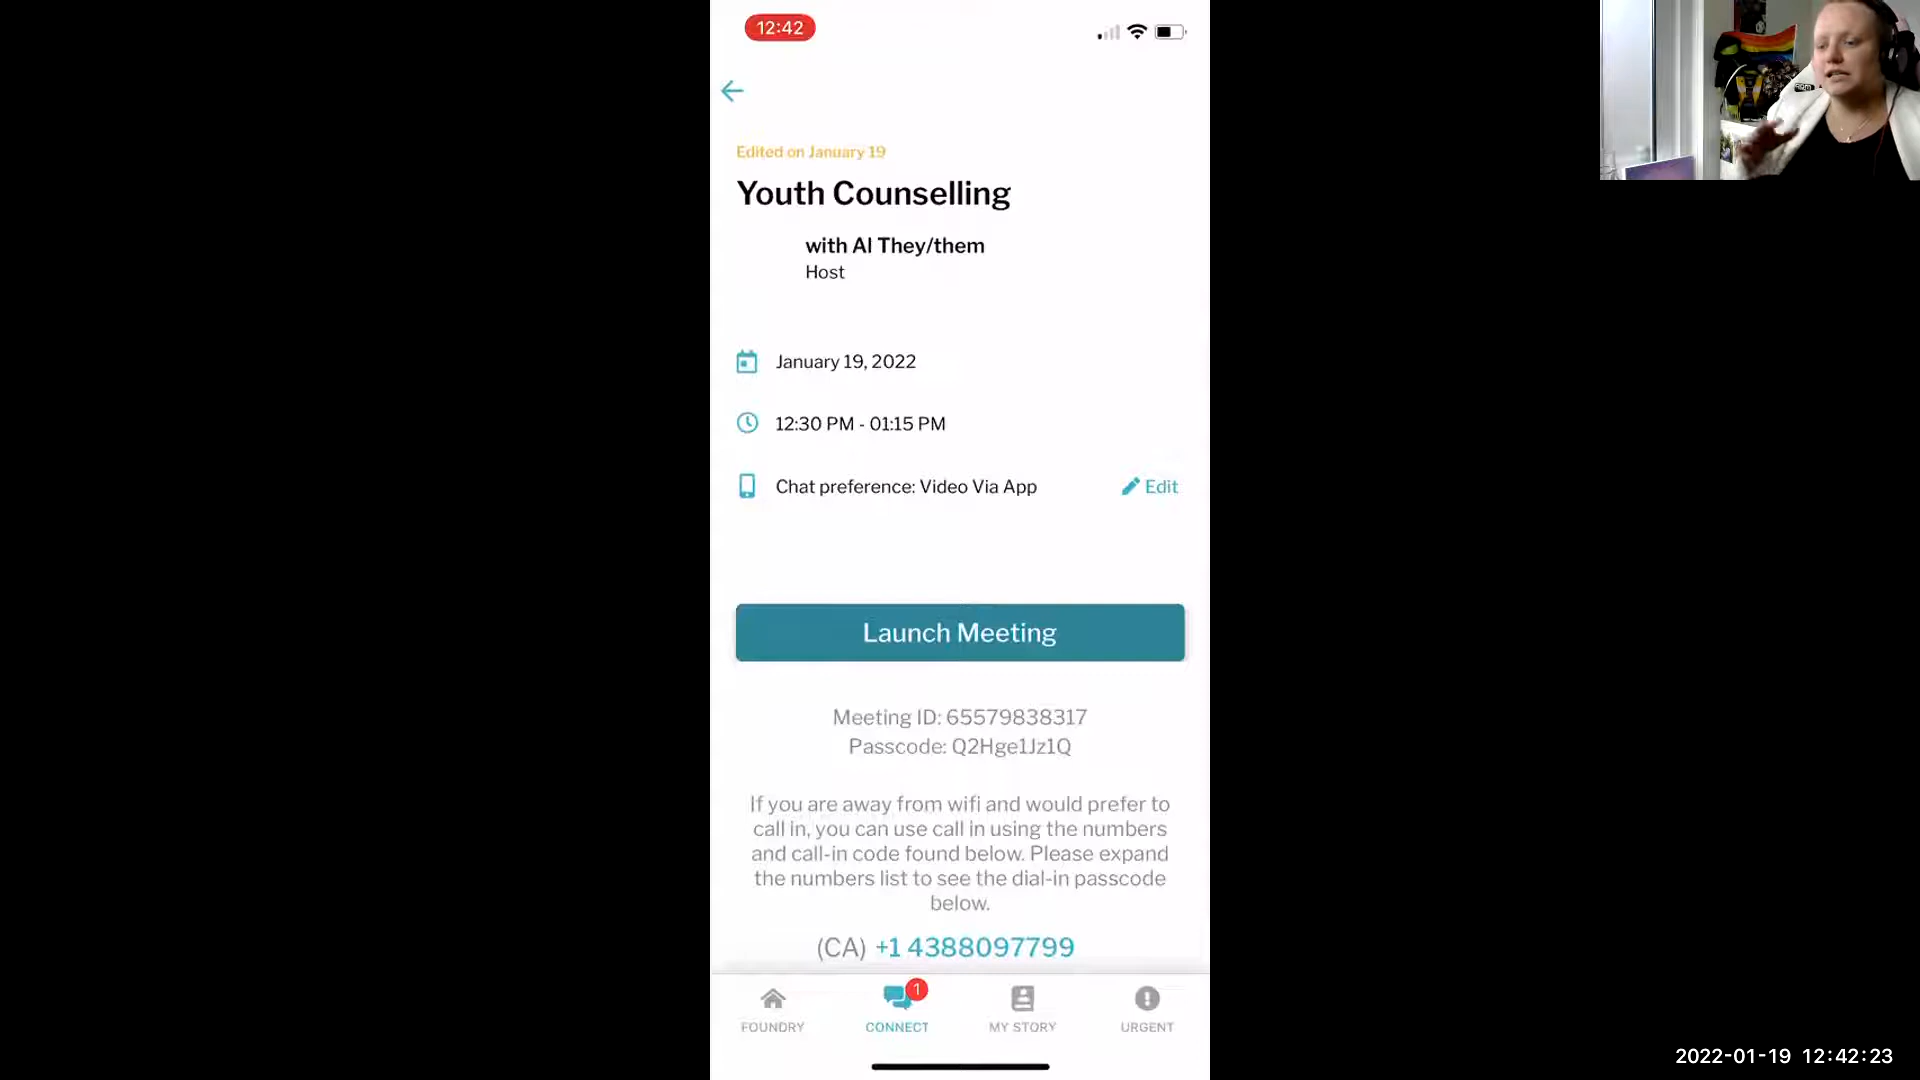 12:42
Edited on January 19
Youth Counselling
with Al They/them
Host
January 19, 2022
12:30 PM - 01:15 PM
Chat preference: Video Via App
Edit
Launch Meeting
Meeting ID: 65579838317
Passcode: Q2Hge1Jz1Q
If you are away from wifi and would prefer to
call in, you can use call in using the numbers
and call-in code found below. Please expand
the numbers list to see the dial-in passcode
below.
(CA) +1 4388097799
1
FOUNDRY
CONNECT
MY STORY
URGENT
2022-01-19 12:42:23